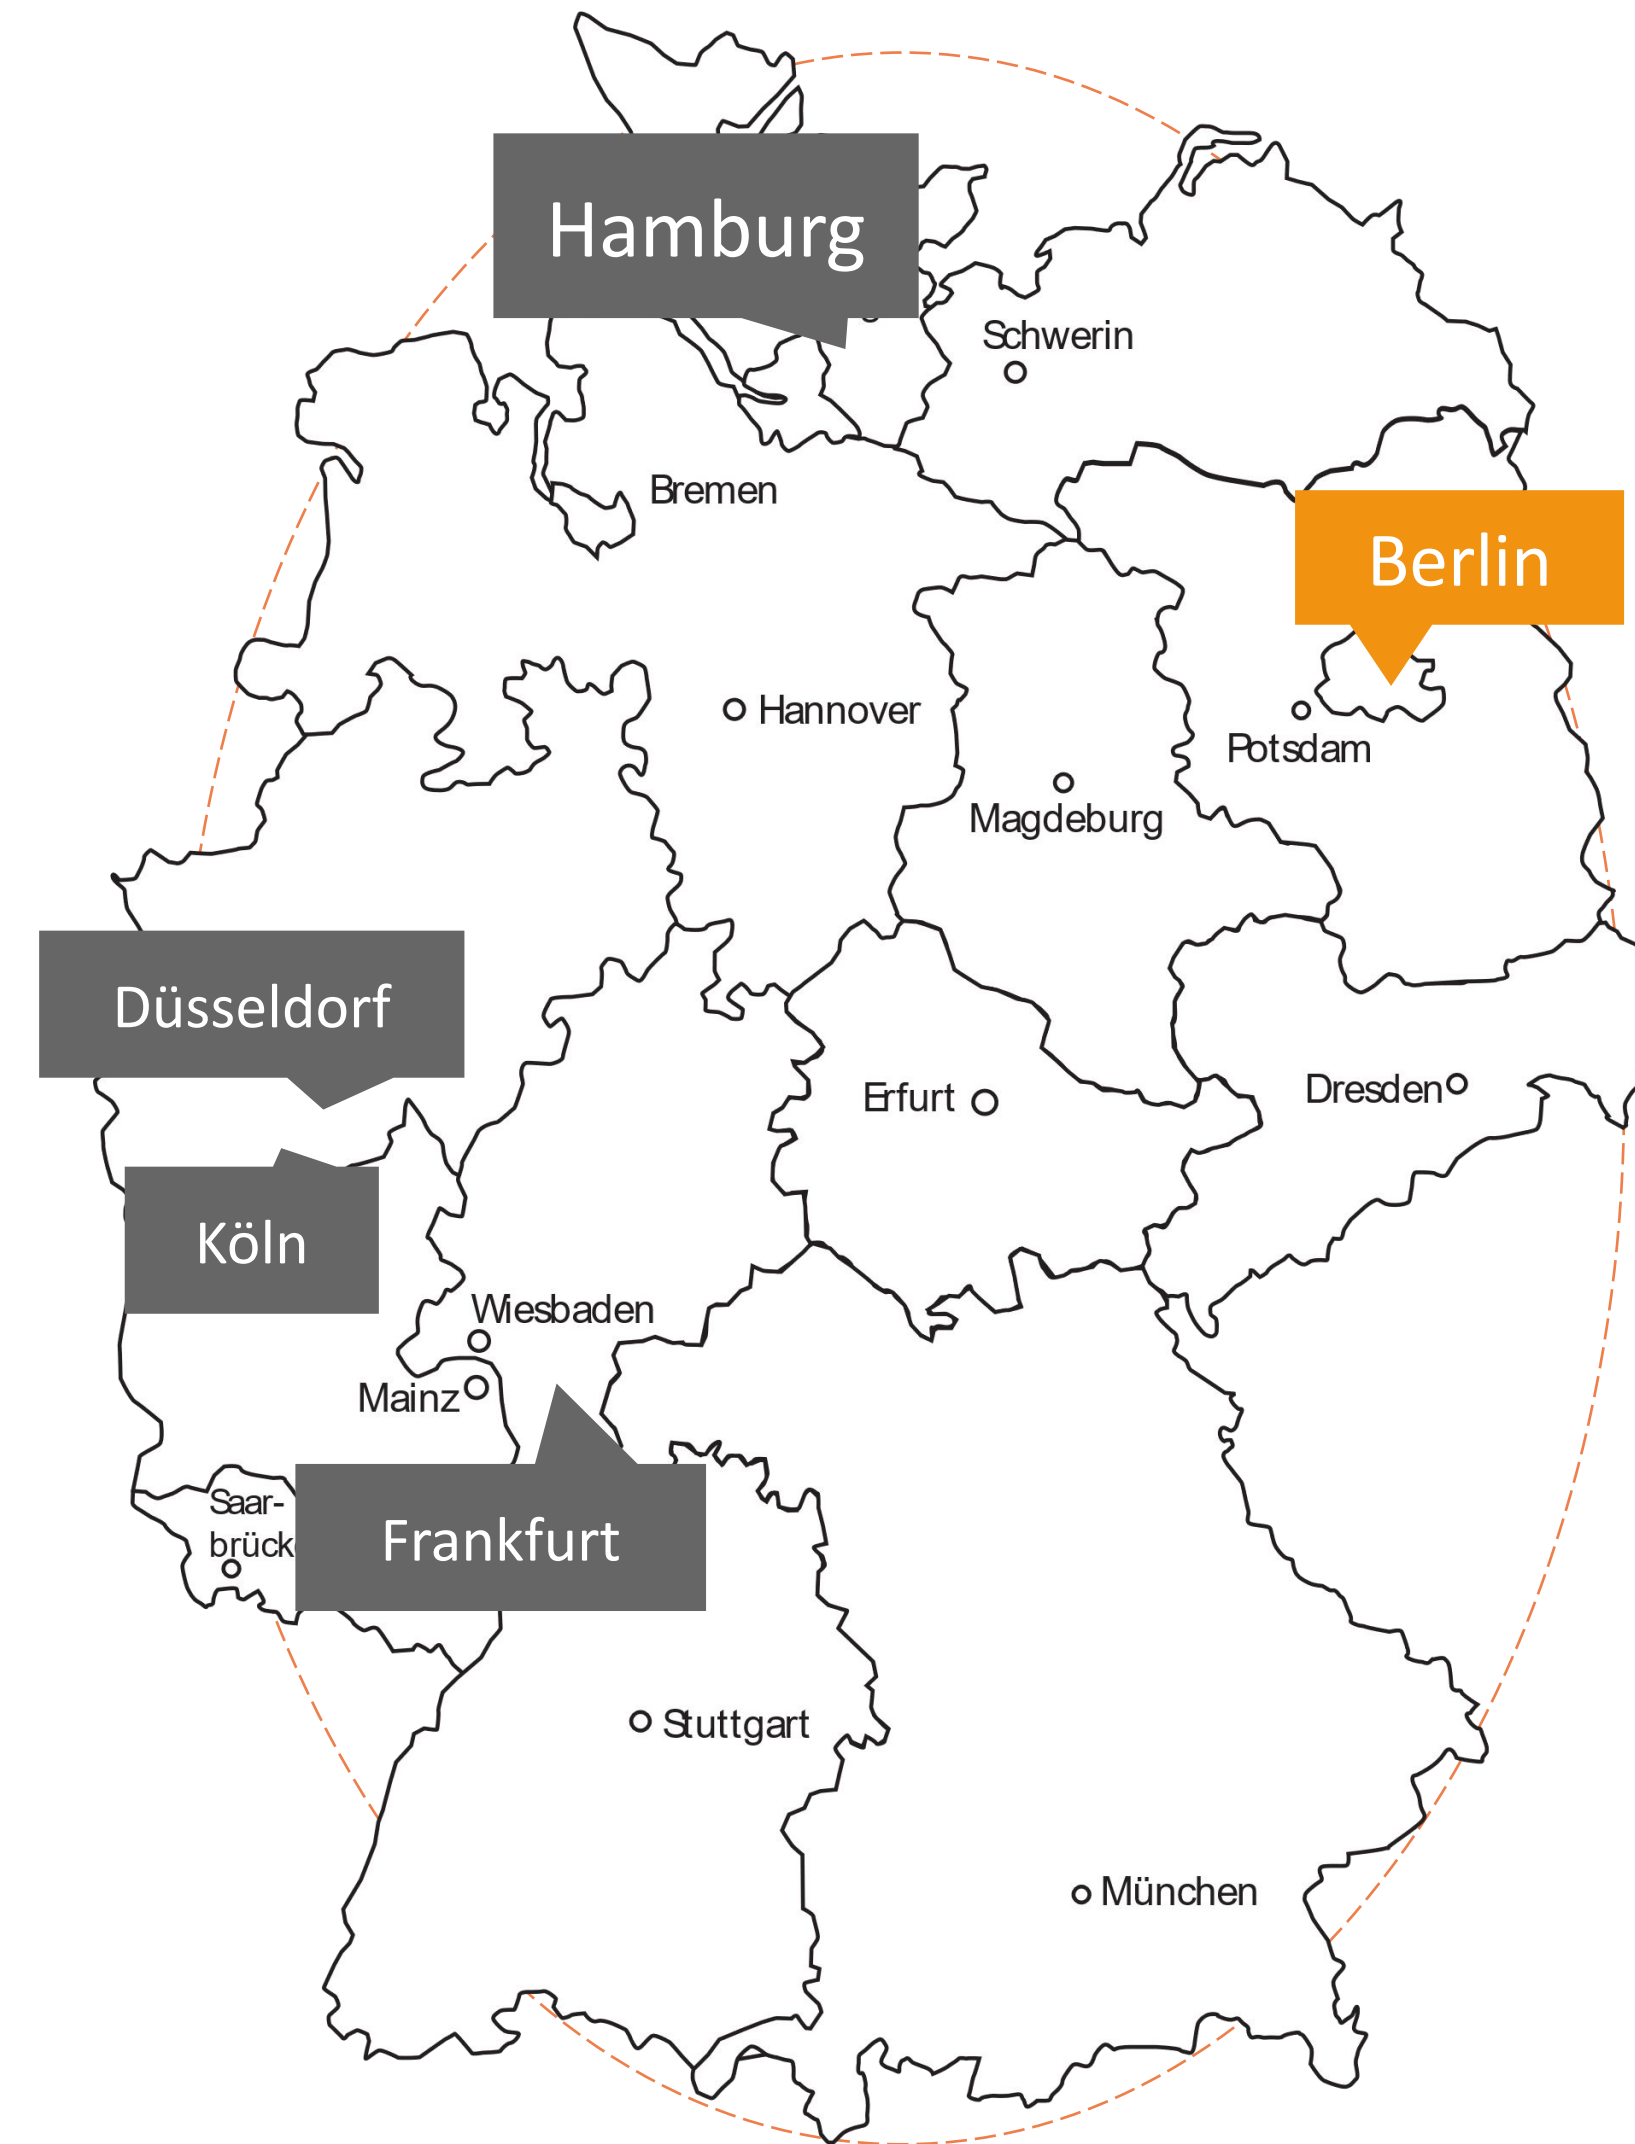 Hamburg
Schwerin
Bremen
Berlin
Hannover
Potsdam
Magdeburg
Düsseldorf
Dresden
Erfurt
Köln
Wiesbaden
Mainz
Saar-
brück
Frankfurt
Stuttgart
München